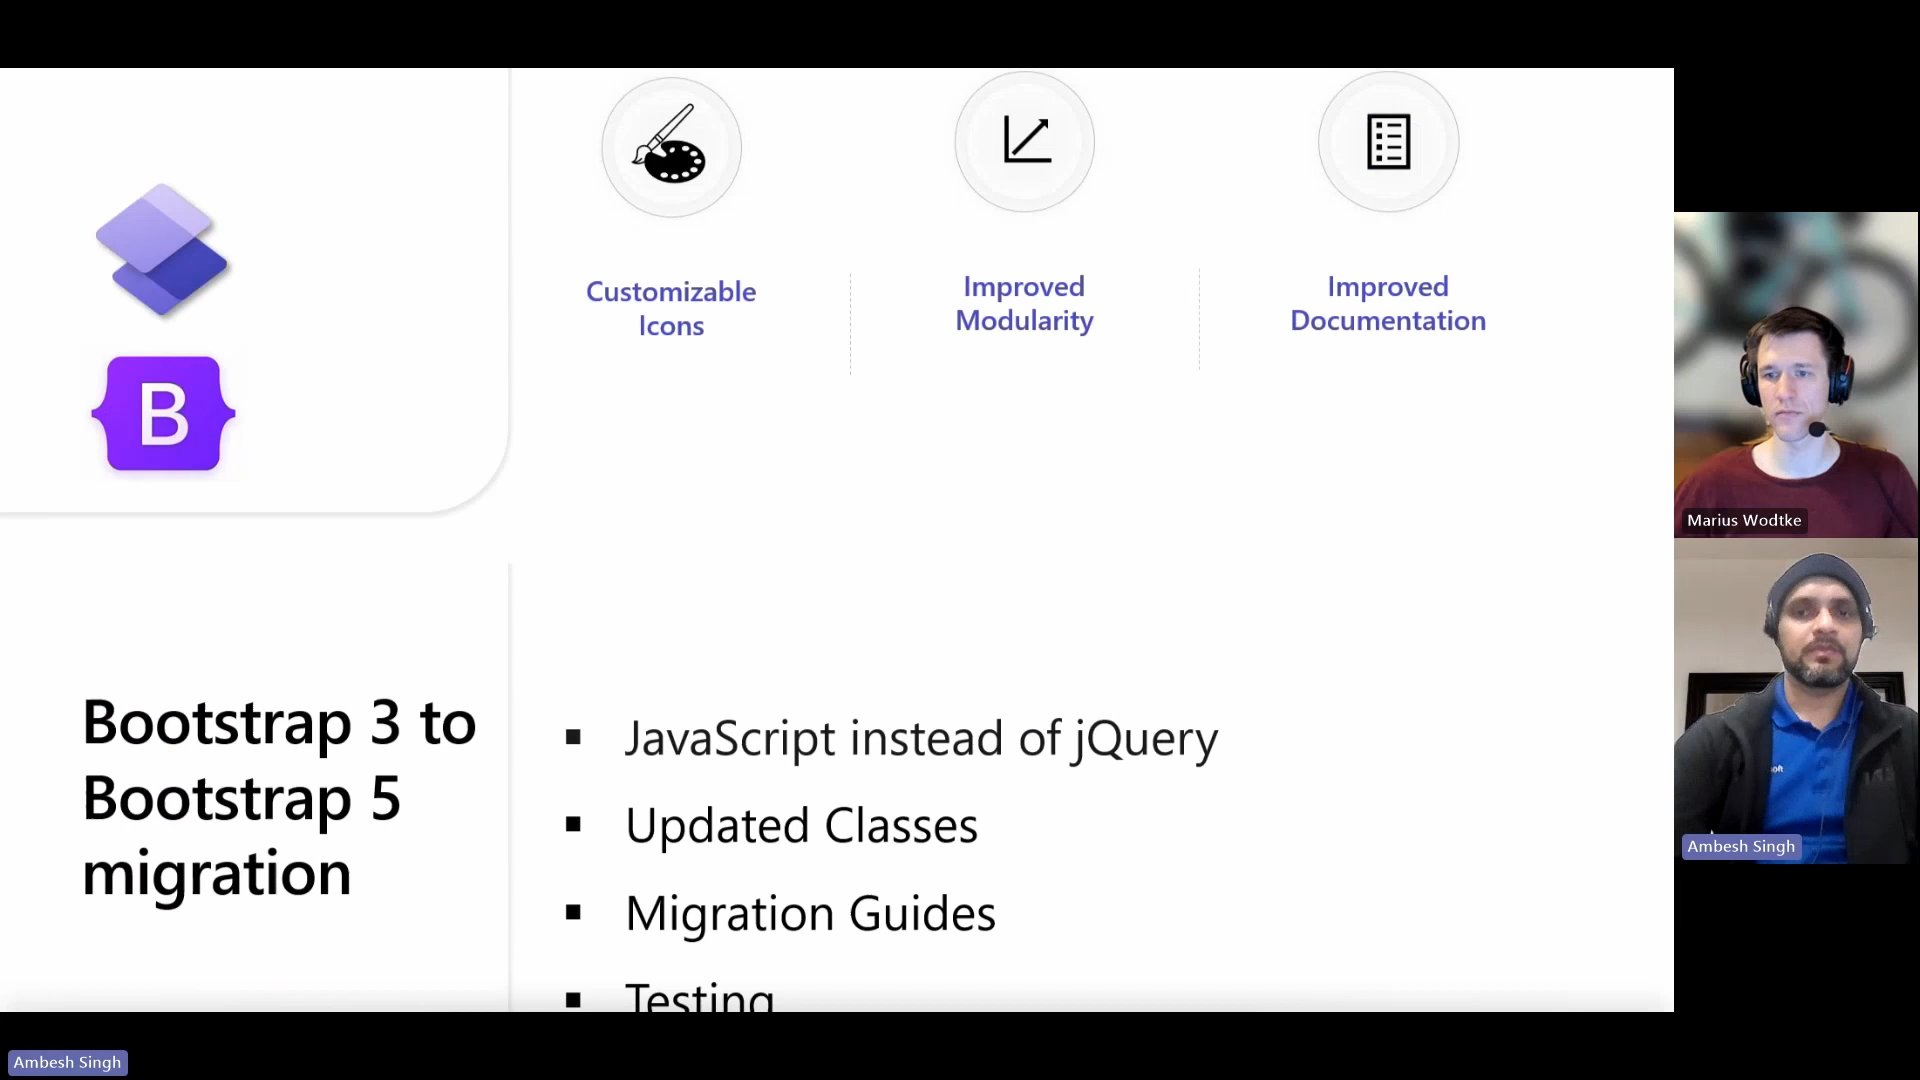 Customizable
Icons
Improved
Modularity
Improved
Documentation
B
Bootstrap 3 to
Bootstrap 5
migration
JavaScript instead of jQuery
Updated Classes
Migration Guides
Testing
Marius Wodtke
Ambesh Singh
Ambesh Singh